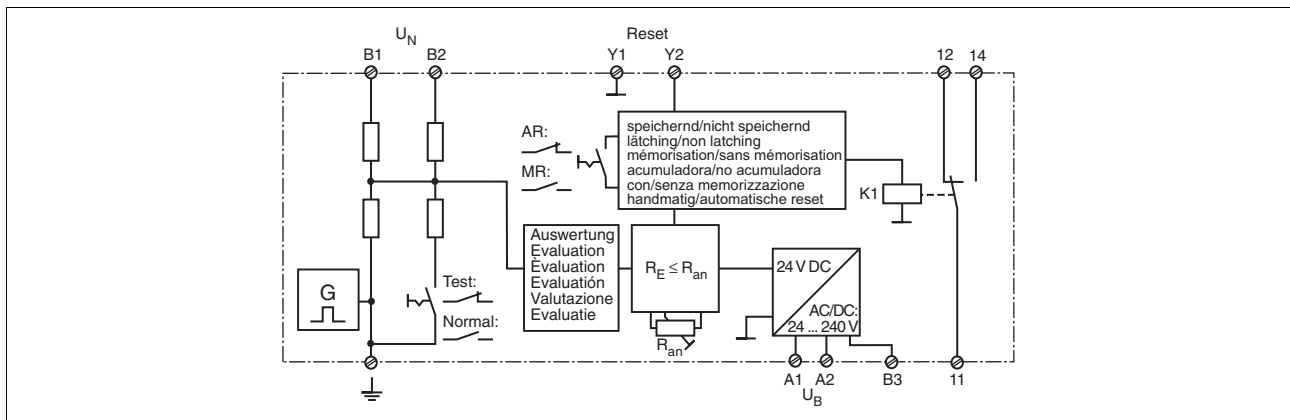 U_N
Reset
B1
B2
Y1
Y2
12
14
AR:
MR:
speichernd/nicht speichernd
lätching/non latching
mémorisation/sans mémorisation
acumuladora/no acumuladora
con/senza memorizzazione
handmatig/automatische reset
K1
Auswertung
Evaluation
Èvaluation
Evaluatión
Valutazione
Evaluatie
R_E ≤ R_an
24 V DC
AC/DC:
24 ... 240 V
G
Test:
Normal:
R_an
A1
A2
B3
11
U_B